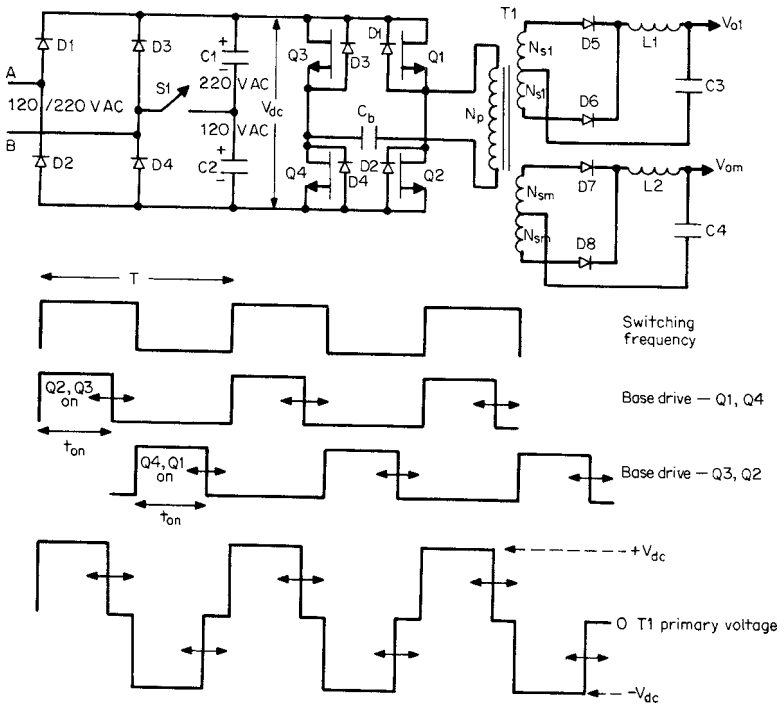 T1
D1
D3
C1
+
−
Q3
D3
D1
Q1
Ns1
D5
L1
Vo1
A
S1
220 VAC
Vdc
Ns1
C3
120/220 VAC
120 VAC
Cb
Np
D6
B
D2
D4
C2
+
−
Q4
D4
D2
Q2
Nsm
D7
L2
Vom
Nsm
D8
C4
T
Switching
frequency
Q2, Q3
on
Base drive — Q1, Q4
ton
Q4, Q1
on
Base drive — Q3, Q2
ton
+Vdc
0 T1 primary voltage
−Vdc